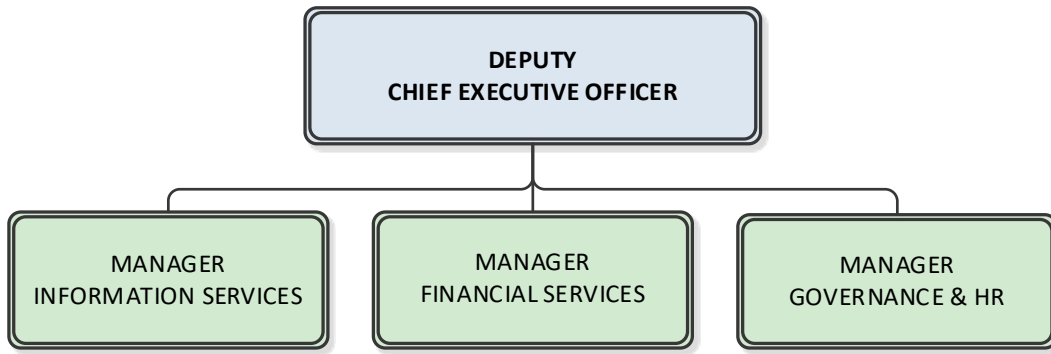 DEPUTY
CHIEF EXECUTIVE OFFICER
MANAGER
INFORMATION SERVICES
MANAGER
FINANCIAL SERVICES
MANAGER
GOVERNANCE & HR